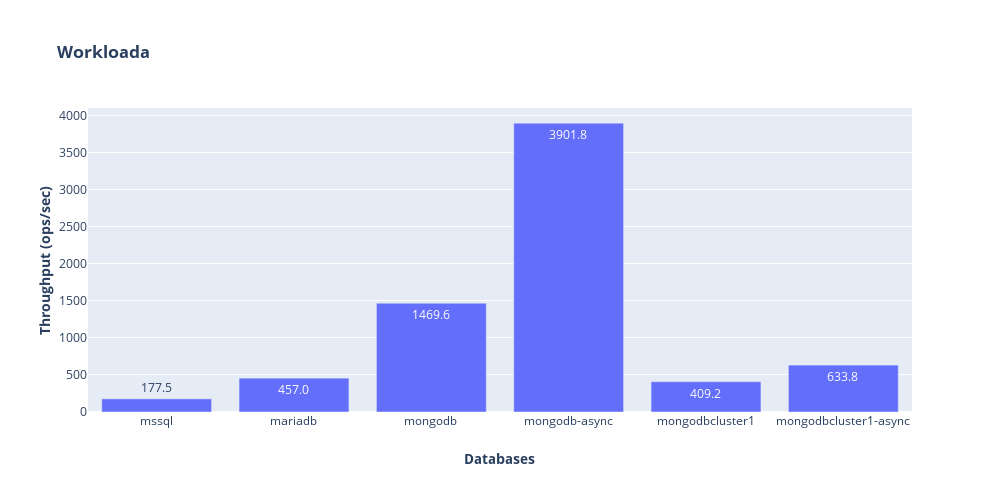 Workloada
Throughput (ops/sec)
4000
3500
3000
2500
2000
1500
1000
500
0
177.5
457.0
1469.6
3901.8
409.2
633.8
mssql
mariadb
mongodb
mongodb-async
mongodbcluster1
mongodbcluster1-async
Databases